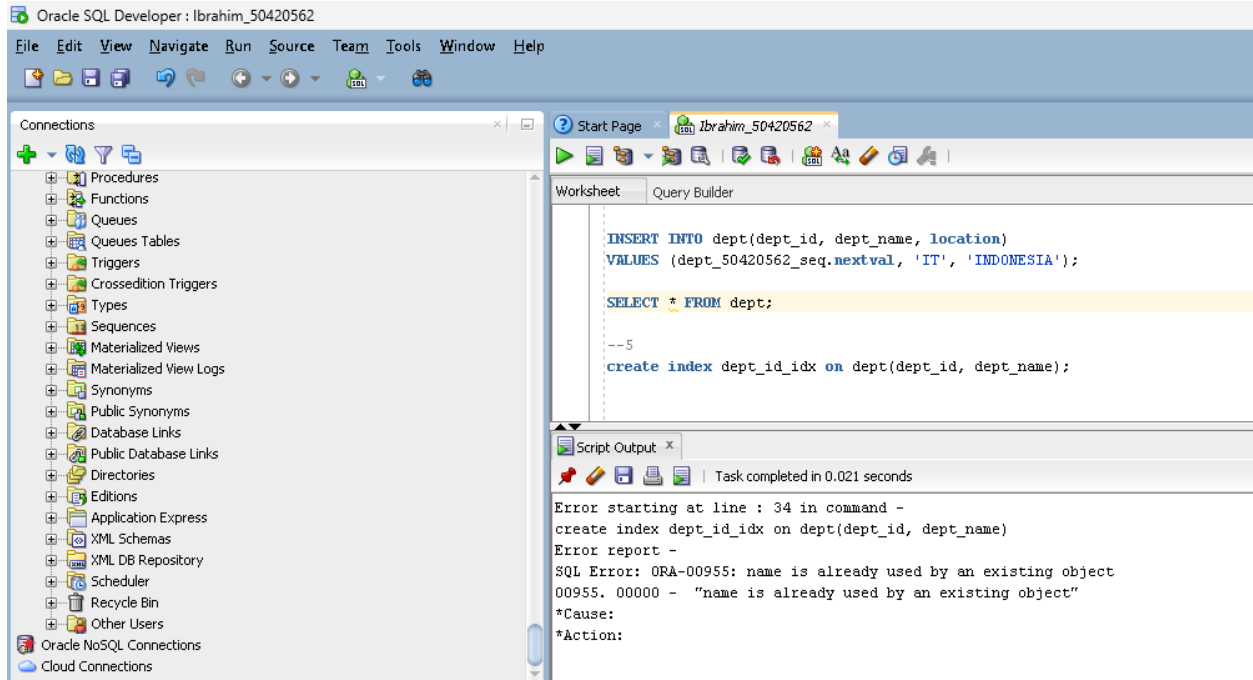 Oracle SQL Developer : Ibrahim_50420562
File Edit View Navigate Run Source Team Tools Window Help
Connections
Procedures
Functions
Queues
Queues Tables
Triggers
Crossedition Triggers
Types
Sequences
Materialized Views
Materialized View Logs
Synonyms
Public Synonyms
Database Links
Public Database Links
Directories
Editions
Application Express
XML Schemas
XML DB Repository
Scheduler
Recycle Bin
Other Users
Oracle NoSQL Connections
Cloud Connections
Start Page Ibrahim_50420562
Worksheet Query Builder
INSERT INTO dept(dept_id, dept_name, location)
VALUES (dept_50420562_seq.nextval, 'IT', 'INDONESIA');
SELECT * FROM dept;
--5
create index dept_id_idx on dept(dept_id, dept_name);
Script Output
Task completed in 0.021 seconds
Error starting at line : 34 in command -
create index dept_id_idx on dept(dept_id, dept_name)
Error report -
SQL Error: ORA-00955: name is already used by an existing object
00955. 00000 - "name is already used by an existing object"
*Cause:
*Action: